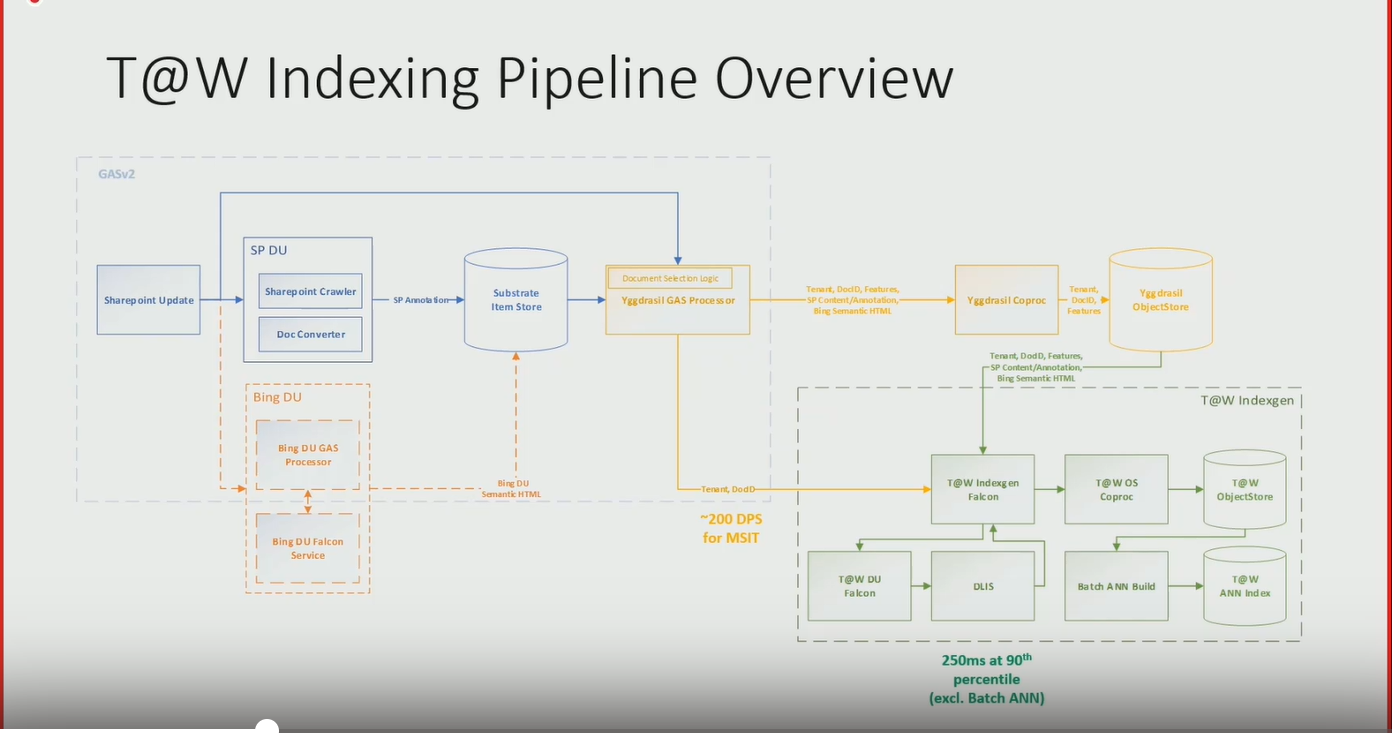 T@W Indexing Pipeline Overview
GASv2
Sharepoint Update
SP DU
Sharepoint Crawler
Doc Converter
SP Annotation
Substrate
Item Store
Document Selection Logic
Yggdrasil GAS Processor
Tenant, DocID, Features,
SP Content/Annotation,
Bing Semantic HTML
Yggdrasil Coproc
Tenant,
DocID,
Features
Yggdrasil
ObjectStore
Tenant, DocID, Features,
SP Content/Annotation,
Bing Semantic HTML
Bing DU
Bing DU GAS
Processor
Bing DU Falcon
Service
Bing DU
Semantic HTML
Tenant, DocID
~200 DPS
for MSIT
T@W Indexgen
T@W Indexgen
Falcon
T@W OS
Coproc
T@W
ObjectStore
T@W DU
Falcon
DLIS
Batch ANN Build
T@W
ANN Index
250ms at 90th
percentile
(excl. Batch ANN)